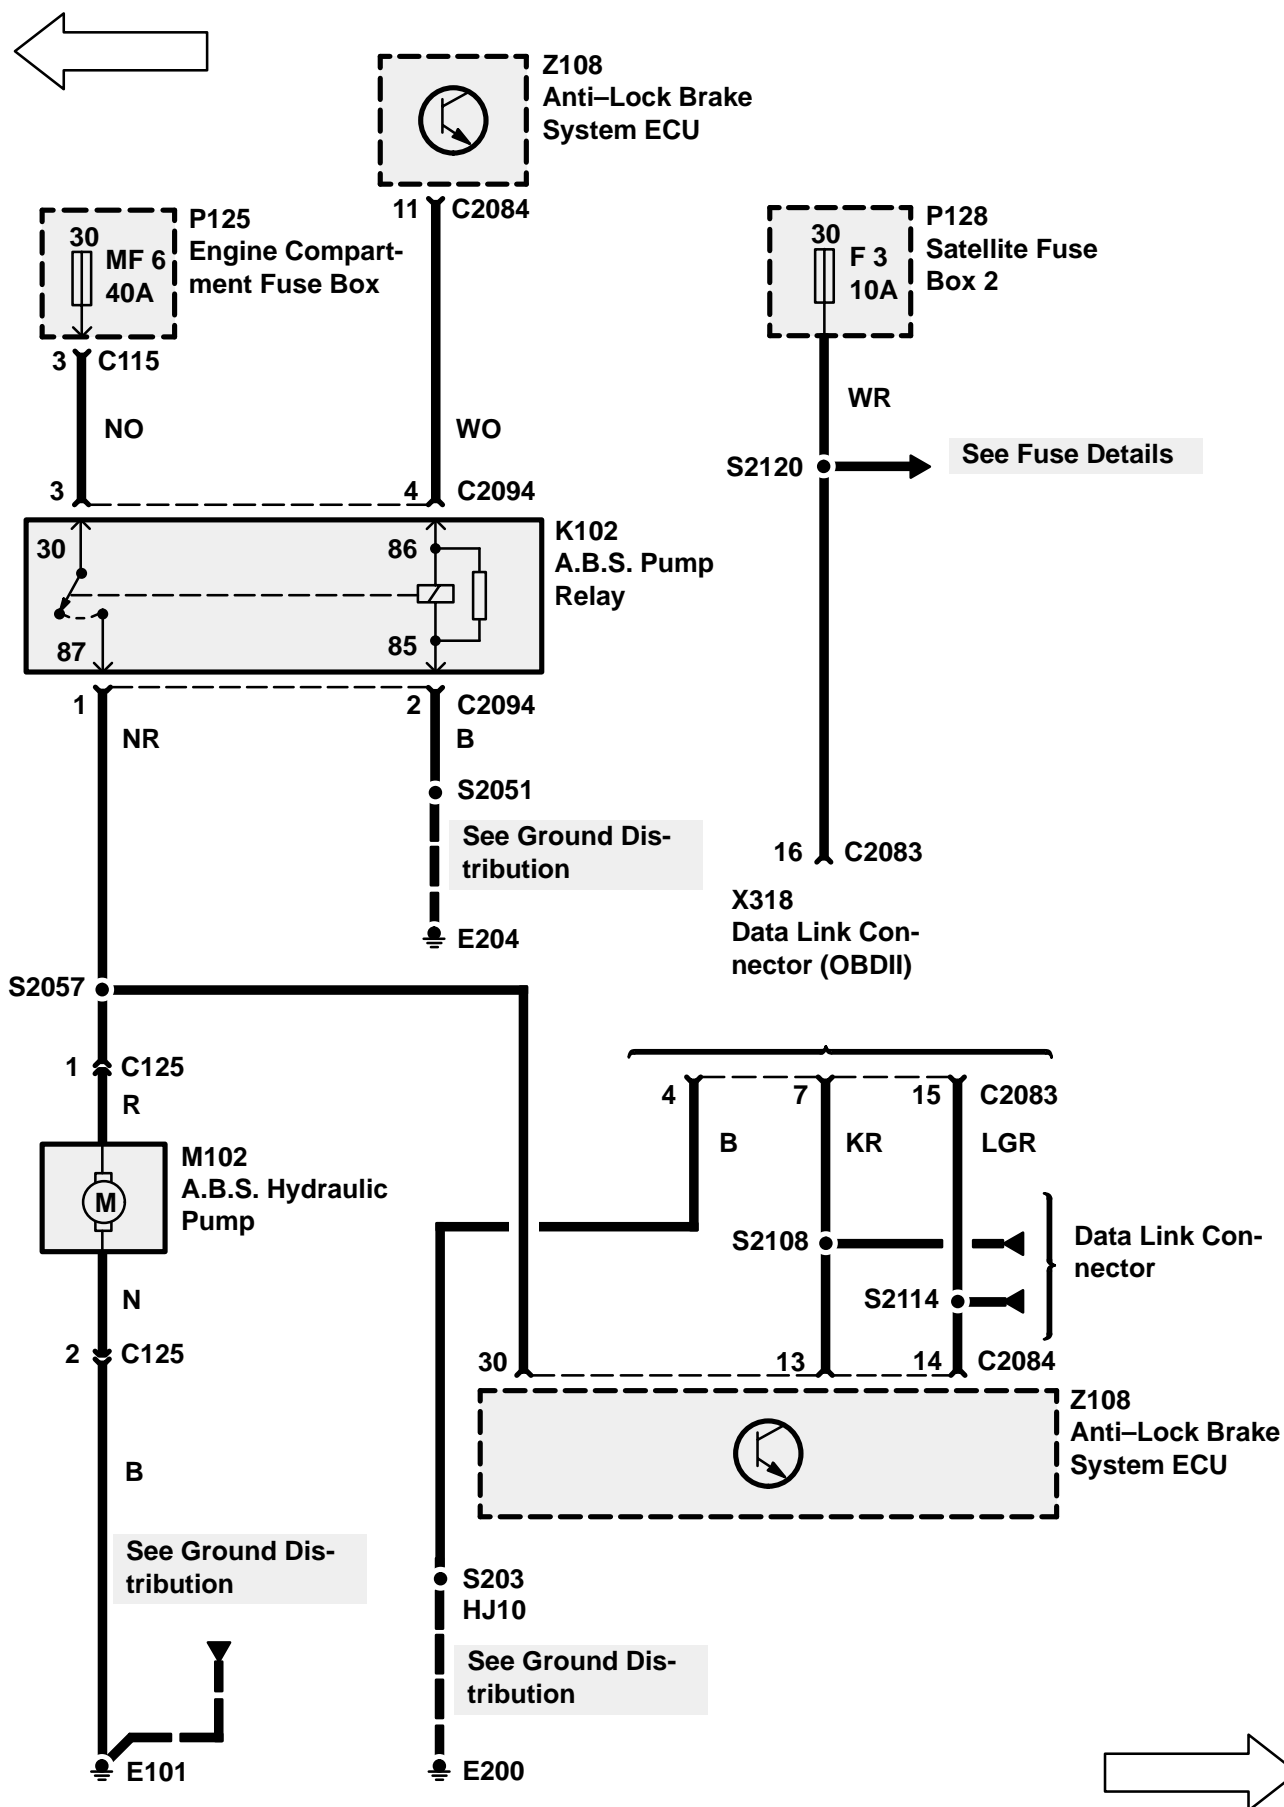 Z108
Anti–Lock Brake
System ECU
11
C2084
P125
Engine Compart-
ment Fuse Box
30
MF 6
40A
3
C115
P128
Satellite Fuse
Box 2
30
F 3
10A
NO
WO
WR
S2120
See Fuse Details
3
4
C2094
K102
A.B.S. Pump
Relay
30
86
87
85
1
2
C2094
NR
B
S2051
See Ground Dis-
tribution
E204
16
C2083
X318
Data Link Con-
nector (OBDII)
S2057
1
C125
R
4
7
15
C2083
B
KR
LGR
M102
A.B.S. Hydraulic
Pump
M
S2108
S2114
Data Link Con-
nector
N
2
C125
30
13
14
C2084
Z108
Anti–Lock Brake
System ECU
B
See Ground Dis-
tribution
S203
HJ10
See Ground Dis-
tribution
E101
E200